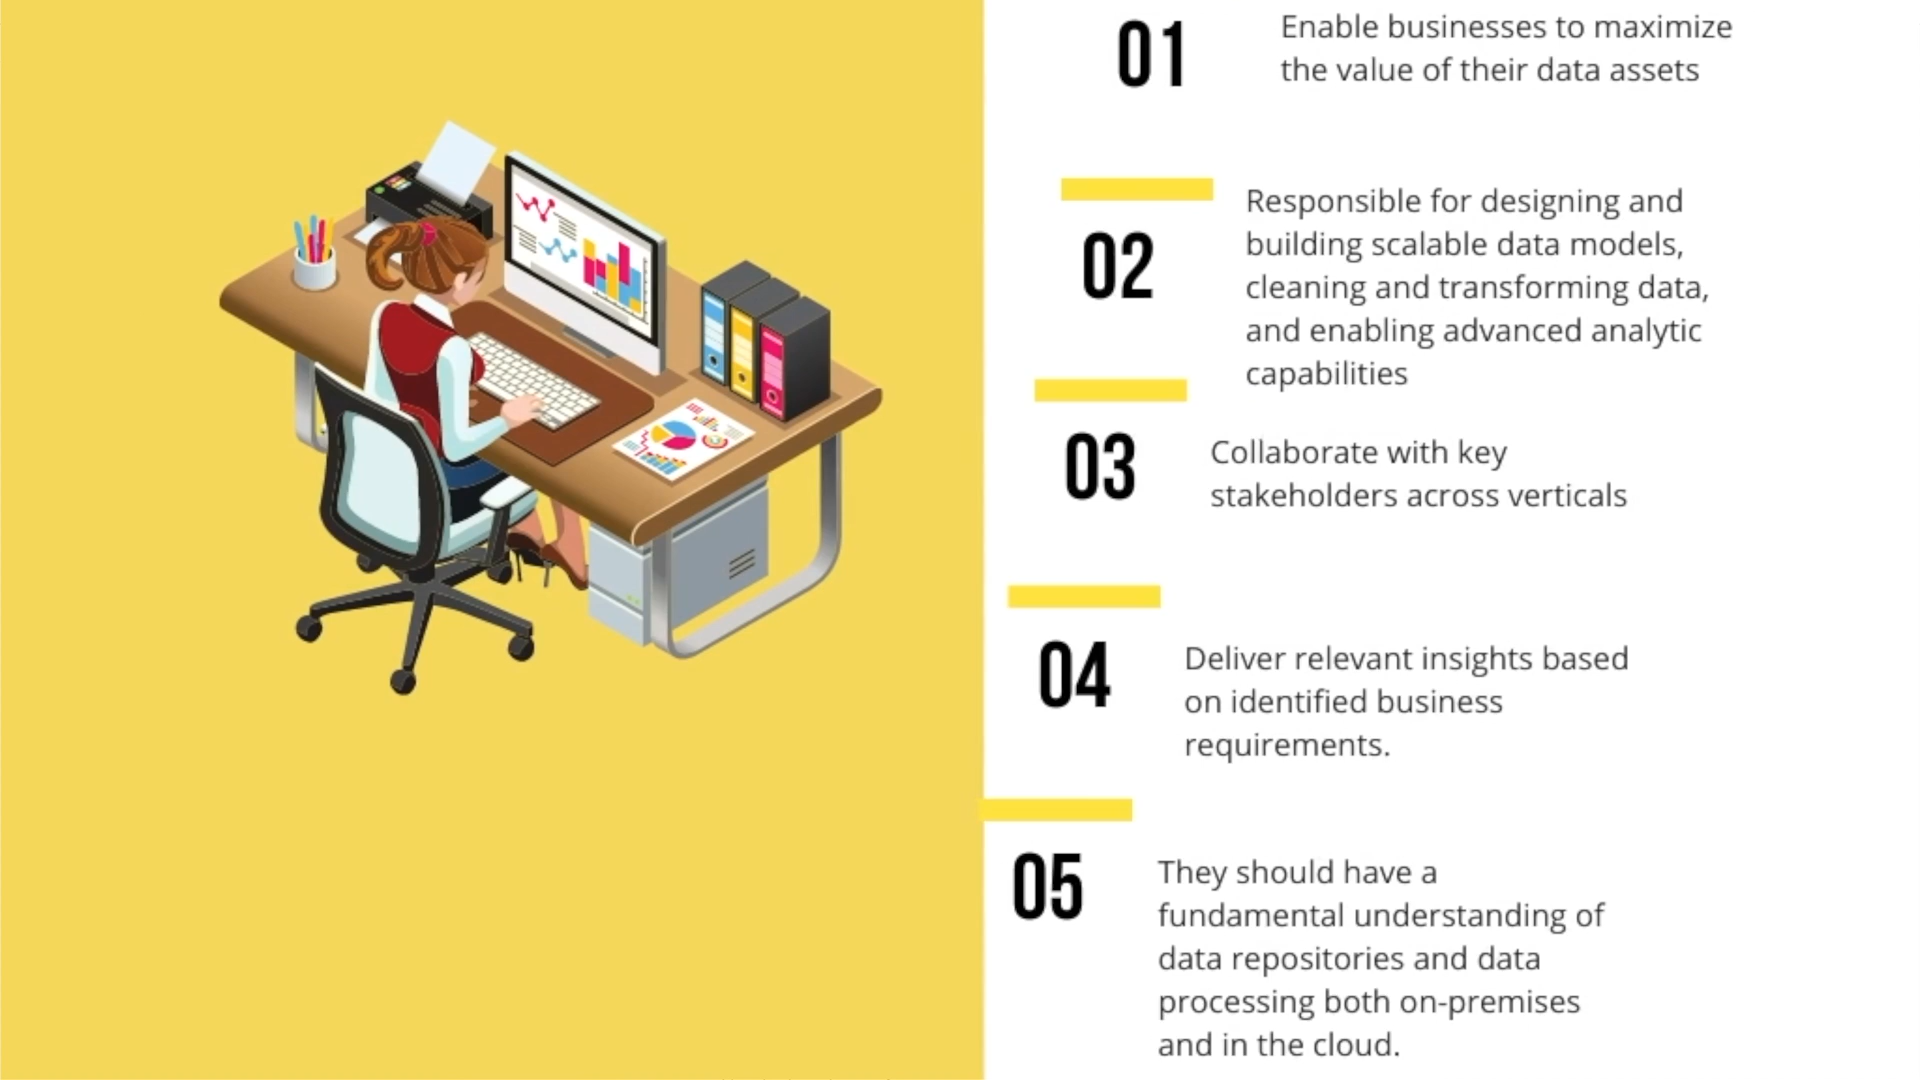 01
Enable businesses to maximize
the value of their data assets
02
Responsible for designing and
building scalable data models,
cleaning and transforming data,
and enabling advanced analytic
capabilities
03
Collaborate with key
stakeholders across verticals
04
Deliver relevant insights based
on identified business
requirements.
05
They should have a
fundamental understanding of
data repositories and data
processing both on-premises
and in the cloud.